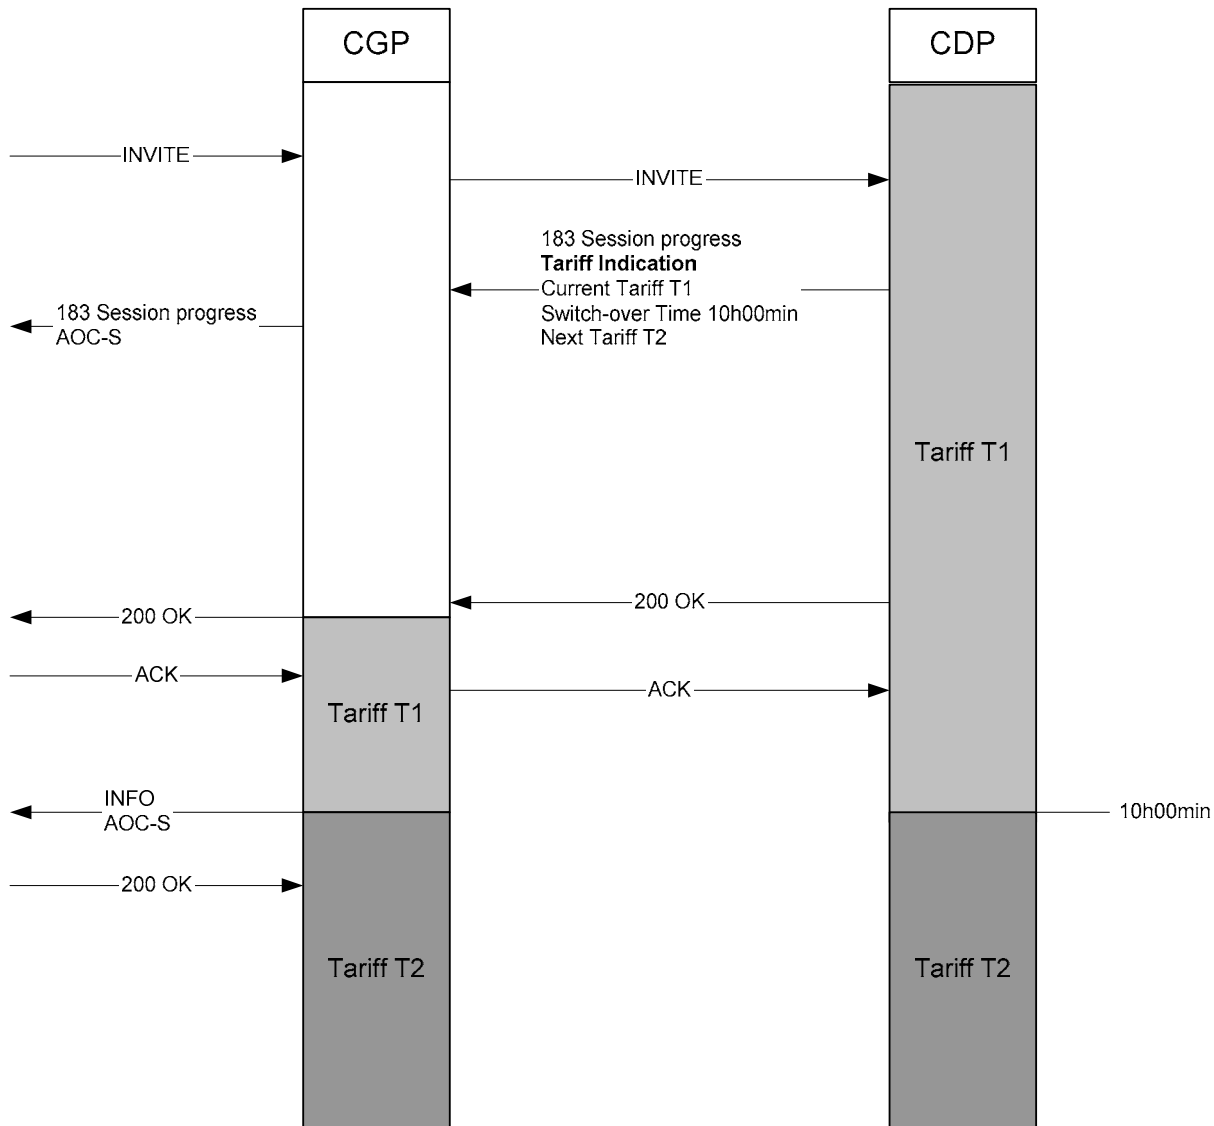 CGP
CDP
INVITE
INVITE
183 Session progress
Tariff Indication
Current Tariff T1
Switch-over Time 10h00min
Next Tariff T2
183 Session progress
AOC-S
Tariff T1
200 OK
200 OK
ACK
ACK
Tariff T1
INFO
AOC-S
10h00min
200 OK
Tariff T2
Tariff T2